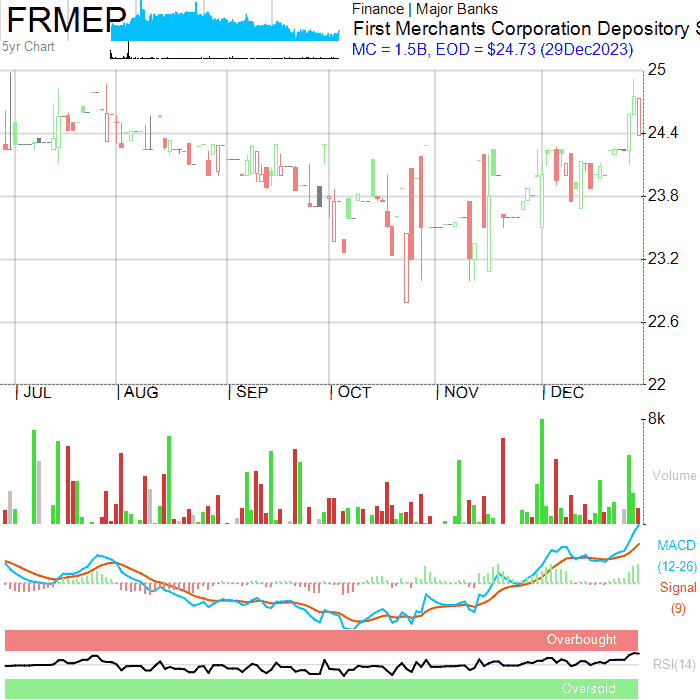 FRMEP
Finance | Major Banks
First Merchants Corporation Depository S
5yr Chart
MC = 1.5B, EOD = $24.73 (29Dec2023)
25
24.4
23.8
23.2
22.6
22
JUL AUG SEP OCT NOV DEC
8k
Volume
MACD
(12-26)
Signal
(9)
Overbought
RSI(14)
Oversold